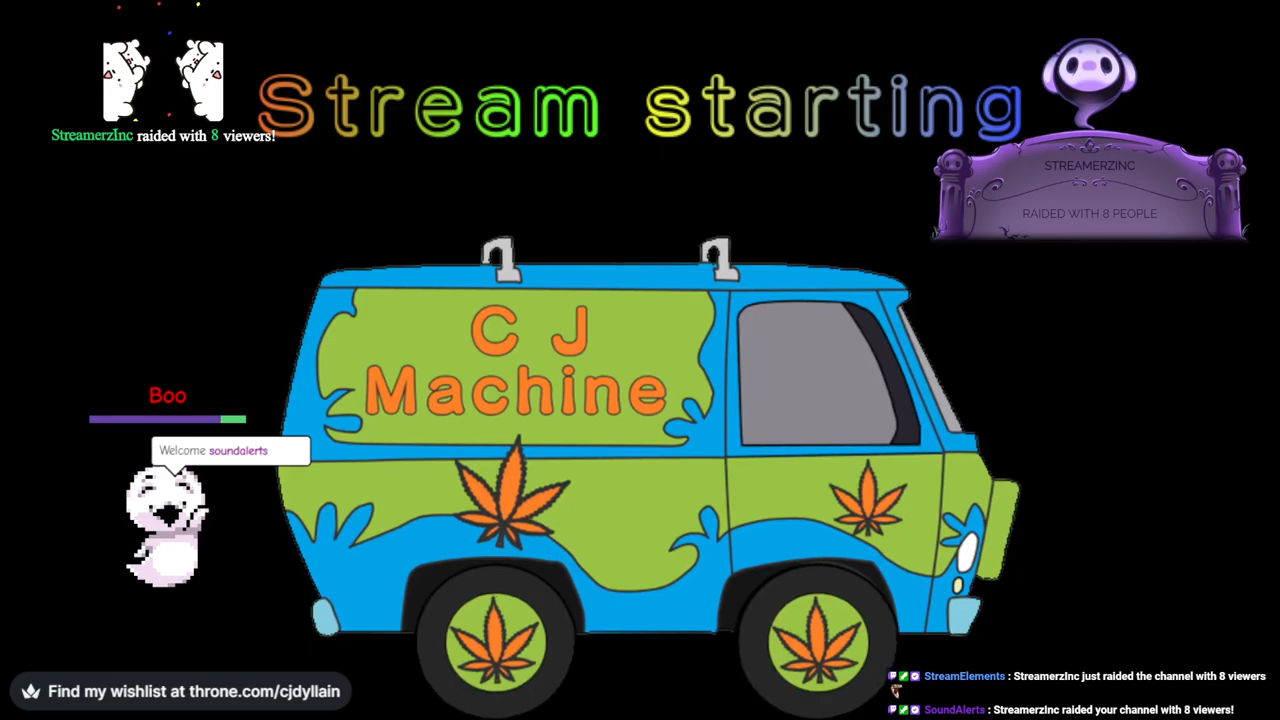 Stream starting
StreamerzInc raided with 8 viewers!
STREAMERZINC
RAIDED WITH 8 PEOPLE
C J
Machine
Boo
Welcome soundalerts
Find my wishlist at throne.com/cjdyllain
StreamElements : StreamerzInc just raided the channel with 8 viewers
SoundAlerts : StreamerzInc raided your channel with 8 viewers!